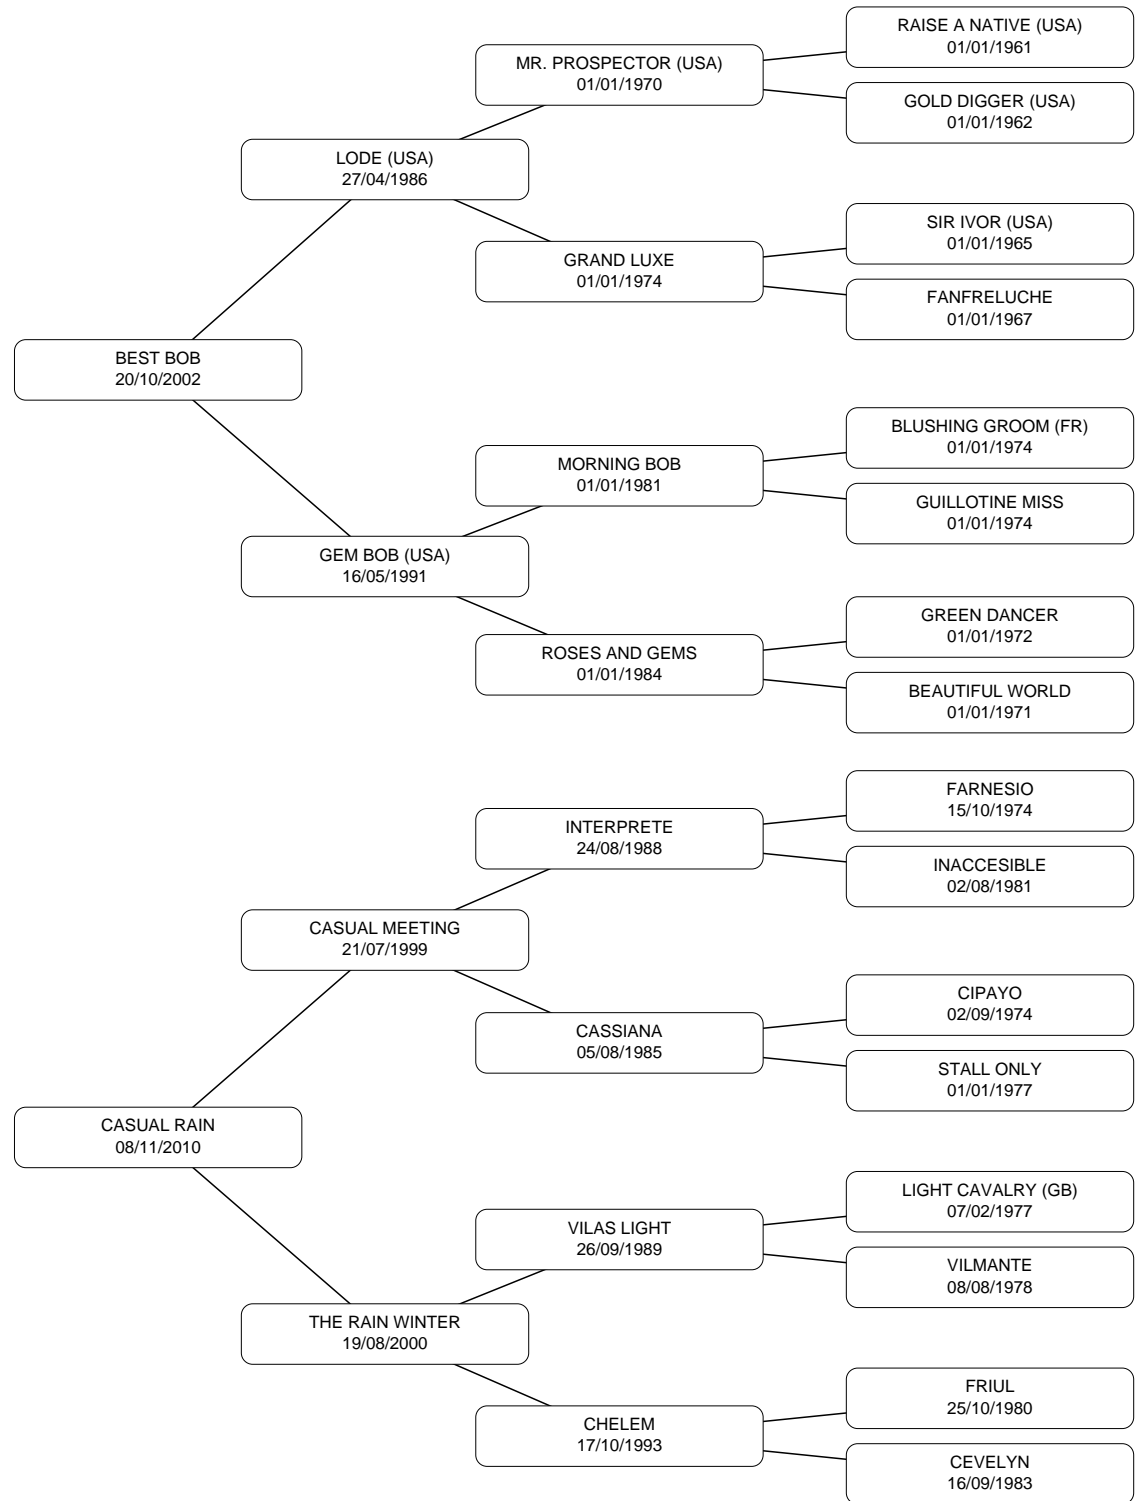 RAISE A NATIVE (USA)
01/01/1961
MR. PROSPECTOR (USA)
01/01/1970
GOLD DIGGER (USA)
01/01/1962
LODE (USA)
27/04/1986
SIR IVOR (USA)
01/01/1965
GRAND LUXE
01/01/1974
FANFRELUCHE
01/01/1967
BEST BOB
20/10/2002
BLUSHING GROOM (FR)
01/01/1974
MORNING BOB
01/01/1981
GUILLOTINE MISS
01/01/1974
GEM BOB (USA)
16/05/1991
GREEN DANCER
01/01/1972
ROSES AND GEMS
01/01/1984
BEAUTIFUL WORLD
01/01/1971
FARNESIO
15/10/1974
INTERPRETE
24/08/1988
INACCESIBLE
02/08/1981
CASUAL MEETING
21/07/1999
CIPAYO
02/09/1974
CASSIANA
05/08/1985
STALL ONLY
01/01/1977
CASUAL RAIN
08/11/2010
LIGHT CAVALRY (GB)
07/02/1977
VILAS LIGHT
26/09/1989
VILMANTE
08/08/1978
THE RAIN WINTER
19/08/2000
FRIUL
25/10/1980
CHELEM
17/10/1993
CEVELYN
16/09/1983